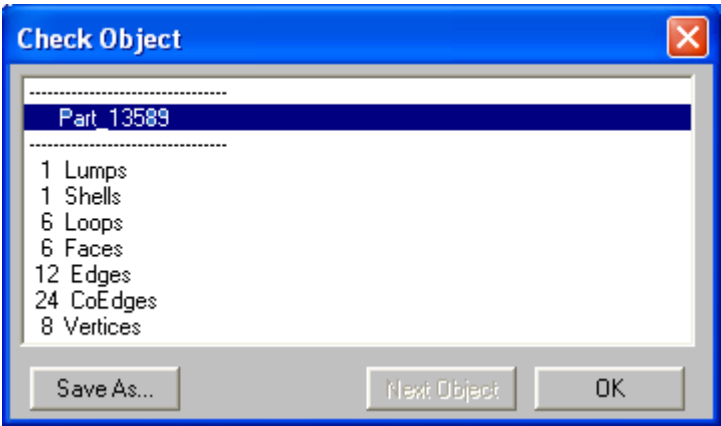 Check Object
--------------------------------
Part_13589
--------------------------------
1 Lumps
1 Shells
6 Loops
6 Faces
12 Edges
24 CoEdges
8 Vertices
Save As... Next Object OK